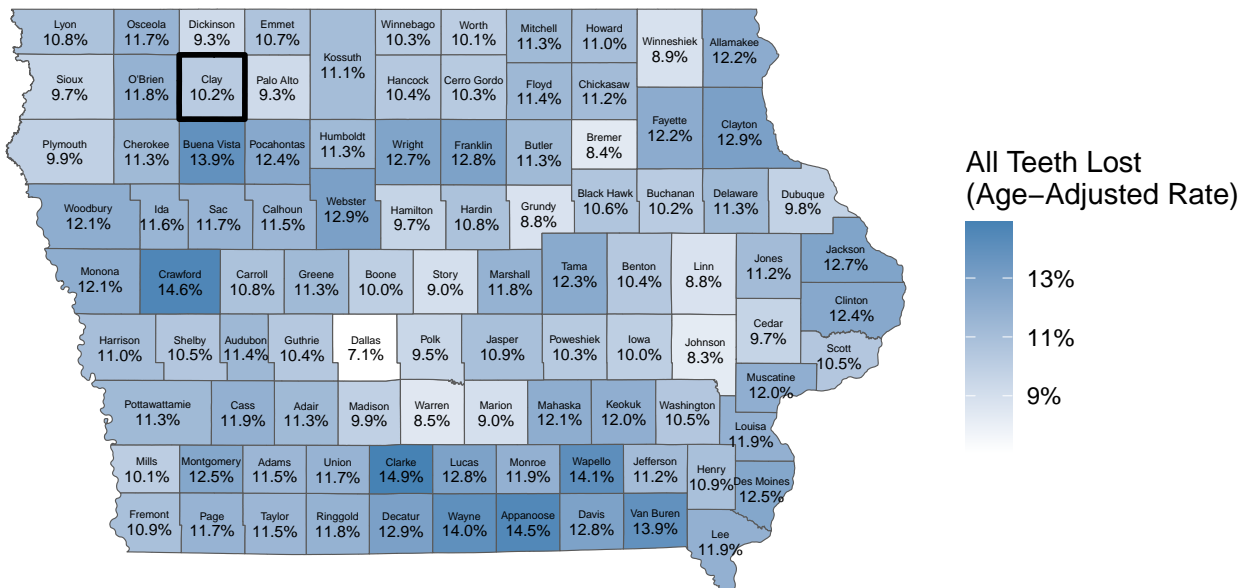 Lyon
10.8%
Osceola
11.7%
Dickinson
9.3%
Emmet
10.7%
Kossuth
11.1%
Winnebago
10.3%
Worth
10.1%
Mitchell
11.3%
Howard
11.0%
Winneshiek
8.9%
Allamakee
12.2%
Sioux
9.7%
O'Brien
11.8%
Clay
10.2%
Palo Alto
9.3%
Hancock
10.4%
Cerro Gordo
10.3%
Floyd
11.4%
Chickasaw
11.2%
Fayette
12.2%
Clayton
12.9%
Plymouth
9.9%
Cherokee
11.3%
Buena Vista
13.9%
Pocahontas
12.4%
Humboldt
11.3%
Wright
12.7%
Franklin
12.8%
Butler
11.3%
Bremer
8.4%
Woodbury
12.1%
Ida
11.6%
Sac
11.7%
Calhoun
11.5%
Webster
12.9%
Hamilton
9.7%
Hardin
10.8%
Grundy
8.8%
Black Hawk
10.6%
Buchanan
10.2%
Delaware
11.3%
Dubuque
9.8%
Monona
12.1%
Crawford
14.6%
Carroll
10.8%
Greene
11.3%
Boone
10.0%
Story
9.0%
Marshall
11.8%
Tama
12.3%
Benton
10.4%
Linn
8.8%
Jones
11.2%
Jackson
12.7%
Clinton
12.4%
Harrison
11.0%
Shelby
10.5%
Audubon
11.4%
Guthrie
10.4%
Dallas
7.1%
Polk
9.5%
Jasper
10.9%
Poweshiek
10.3%
Iowa
10.0%
Johnson
8.3%
Cedar
9.7%
Scott
10.5%
Muscatine
12.0%
Pottawattamie
11.3%
Cass
11.9%
Adair
11.3%
Madison
9.9%
Warren
8.5%
Marion
9.0%
Mahaska
12.1%
Keokuk
12.0%
Washington
10.5%
Louisa
11.9%
Mills
10.1%
Montgomery
12.5%
Adams
11.5%
Union
11.7%
Clarke
14.9%
Lucas
12.8%
Monroe
11.9%
Wapello
14.1%
Jefferson
11.2%
Henry
10.9%
Des Moines
12.5%
Fremont
10.9%
Page
11.7%
Taylor
11.5%
Ringgold
11.8%
Decatur
12.9%
Wayne
14.0%
Appanoose
14.5%
Davis
12.8%
Van Buren
13.9%
Lee
11.9%
All Teeth Lost
(Age−Adjusted Rate)
13%
11%
9%